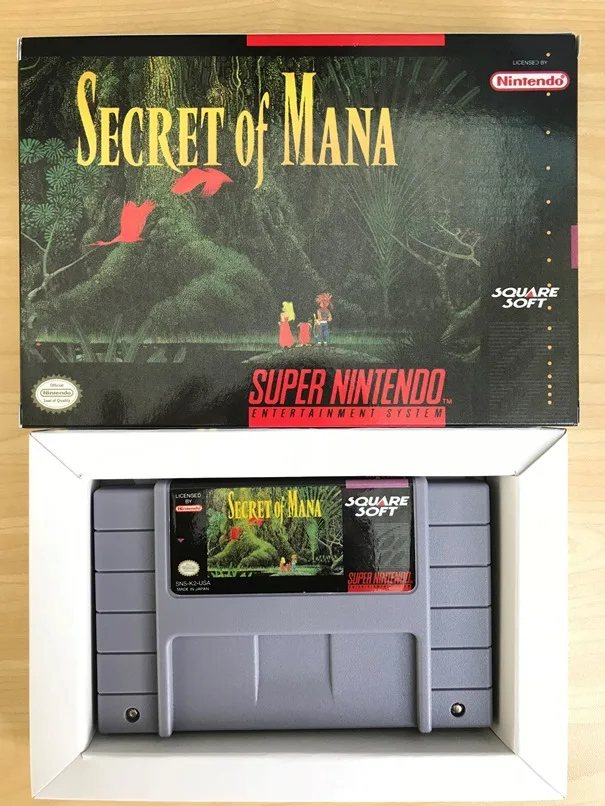 LICENSED BY
Nintendo®
SECRET of MANA
SQUARE
SOFT
SUPER NINTENDO™
ENTERTAINMENT SYSTEM
Official
Nintendo
Seal of Quality
LICENSED
BY
Nintendo
SECRET OF MANA
SQUARE
SOFT
SNS-K2-USA
MADE IN JAPAN
SUPER NINTENDO